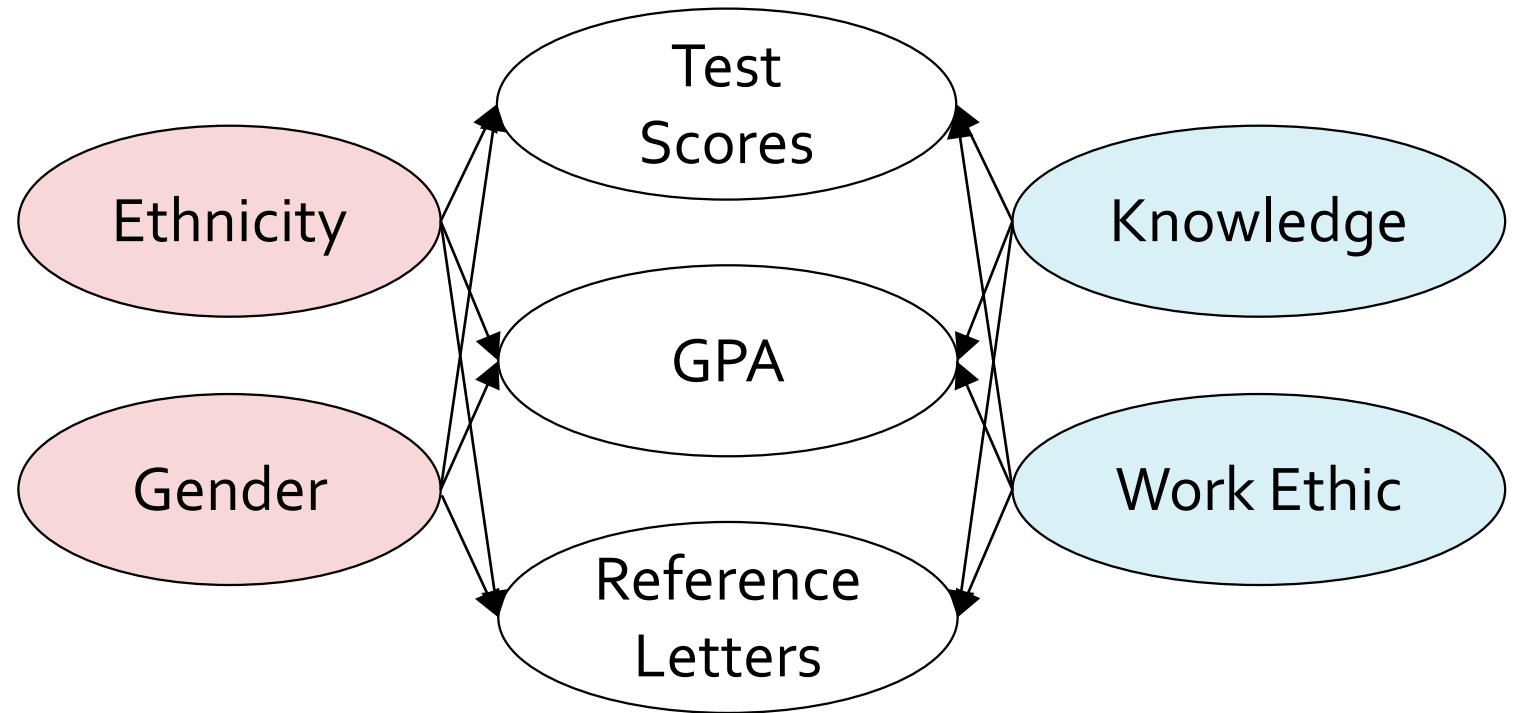 Test
Scores
Ethnicity
Knowledge
GPA
Gender
Work Ethic
Reference
Letters